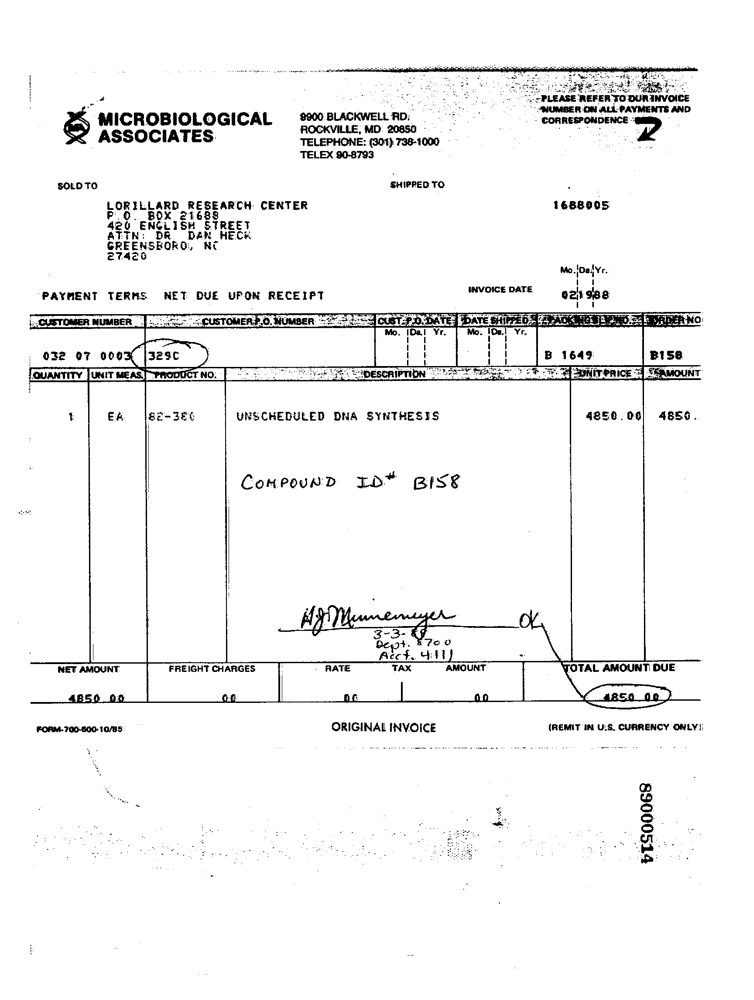 PLEASE REFER TO OUR INVOICE
NUMBER ON ALL PAYMENTS AND
CORRESPONDENCE
MICROBIOLOGICAL
ASSOCIATES
9900 BLACKWELL RD.
ROCKVILLE, MD 20850
TELEPHONE: (301) 738-1000
TELEX 90-8793
SOLD TO
SHIPPED TO
LORILLARD RESEARCH CENTER
P.O. BOX 21688
420 ENGLISH STREET
ATTN: DR DAN HECK
GREENSBORO, NC
27420
1688005
PAYMENT TERMS NET DUE UPON RECEIPT
INVOICE DATE
Mo. Da. Yr.
021988
CUSTOMER NUMBER CUSTOMER P.O. NUMBER CUST. P.O. DATE DATE SHIPPED PACKING SLIP NO. ORDER NO
Mo. Da. Yr. Mo. Da. Yr.
032 07 0003 329C B 1649 B158
QUANTITY UNIT MEAS. PRODUCT NO. DESCRIPTION UNIT PRICE AMOUNT
1 EA 82-380 UNSCHEDULED DNA SYNTHESIS 4850.00 4850.
COMPOUND ID# B158
HJ Minnemeyer OK
3-3-88
Dept. 8700
Acct. 4111
NET AMOUNT FREIGHT CHARGES RATE TAX AMOUNT TOTAL AMOUNT DUE
4850 00 00 00 00 4850 00
FORM-700-800-10/85 ORIGINAL INVOICE (REMIT IN U.S. CURRENCY ONLY)
89000514